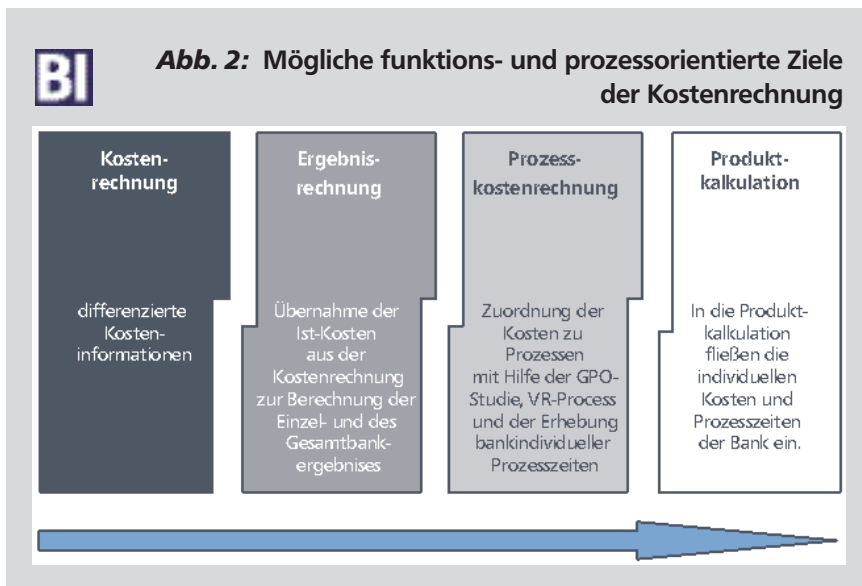 BI
Abb. 2: Mögliche funktions- und prozessorientierte Ziele
der Kostenrechnung
Kosten-
rechnung
differenzierte
Kosten-
informationen
Ergebnis-
rechnung
Übernahme der
Ist-Kosten
aus der
Kostenrechnung
zur Berechnung der
Einzel- und des
Gesamtbank-
ergebnises
Prozess-
kostenrechnung
Zuordnung der
Kosten zu
Prozessen
mit Hilfe der GPO-
Studie, VR-Process
und der Erhebung
bankindividueller
Prozesszeiten
Produkt-
kalkulation
In die Produkt-
kalkulation
fließen die
individuellen
Kosten und
Prozesszeiten
der Bank ein.